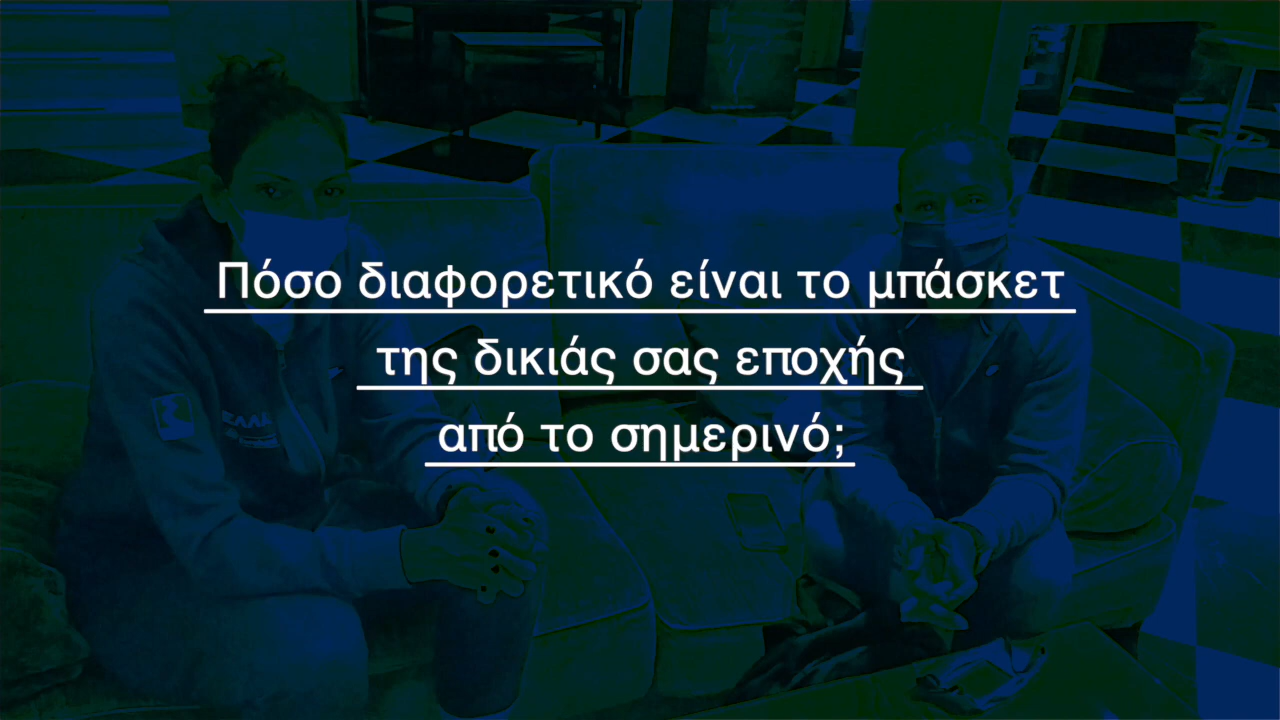 Πόσο διαφορετικό είναι το μπάσκετ
της δικιάς σας εποχής
από το σημερινό;